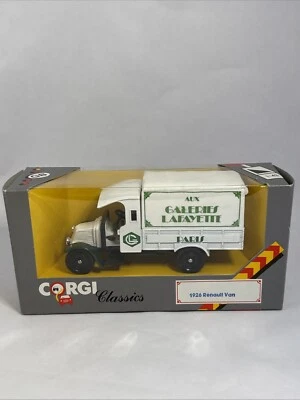 AUX
GALERIES
LAFAYETTE
PARIS
CORGI
Classics
1926 Renault Van